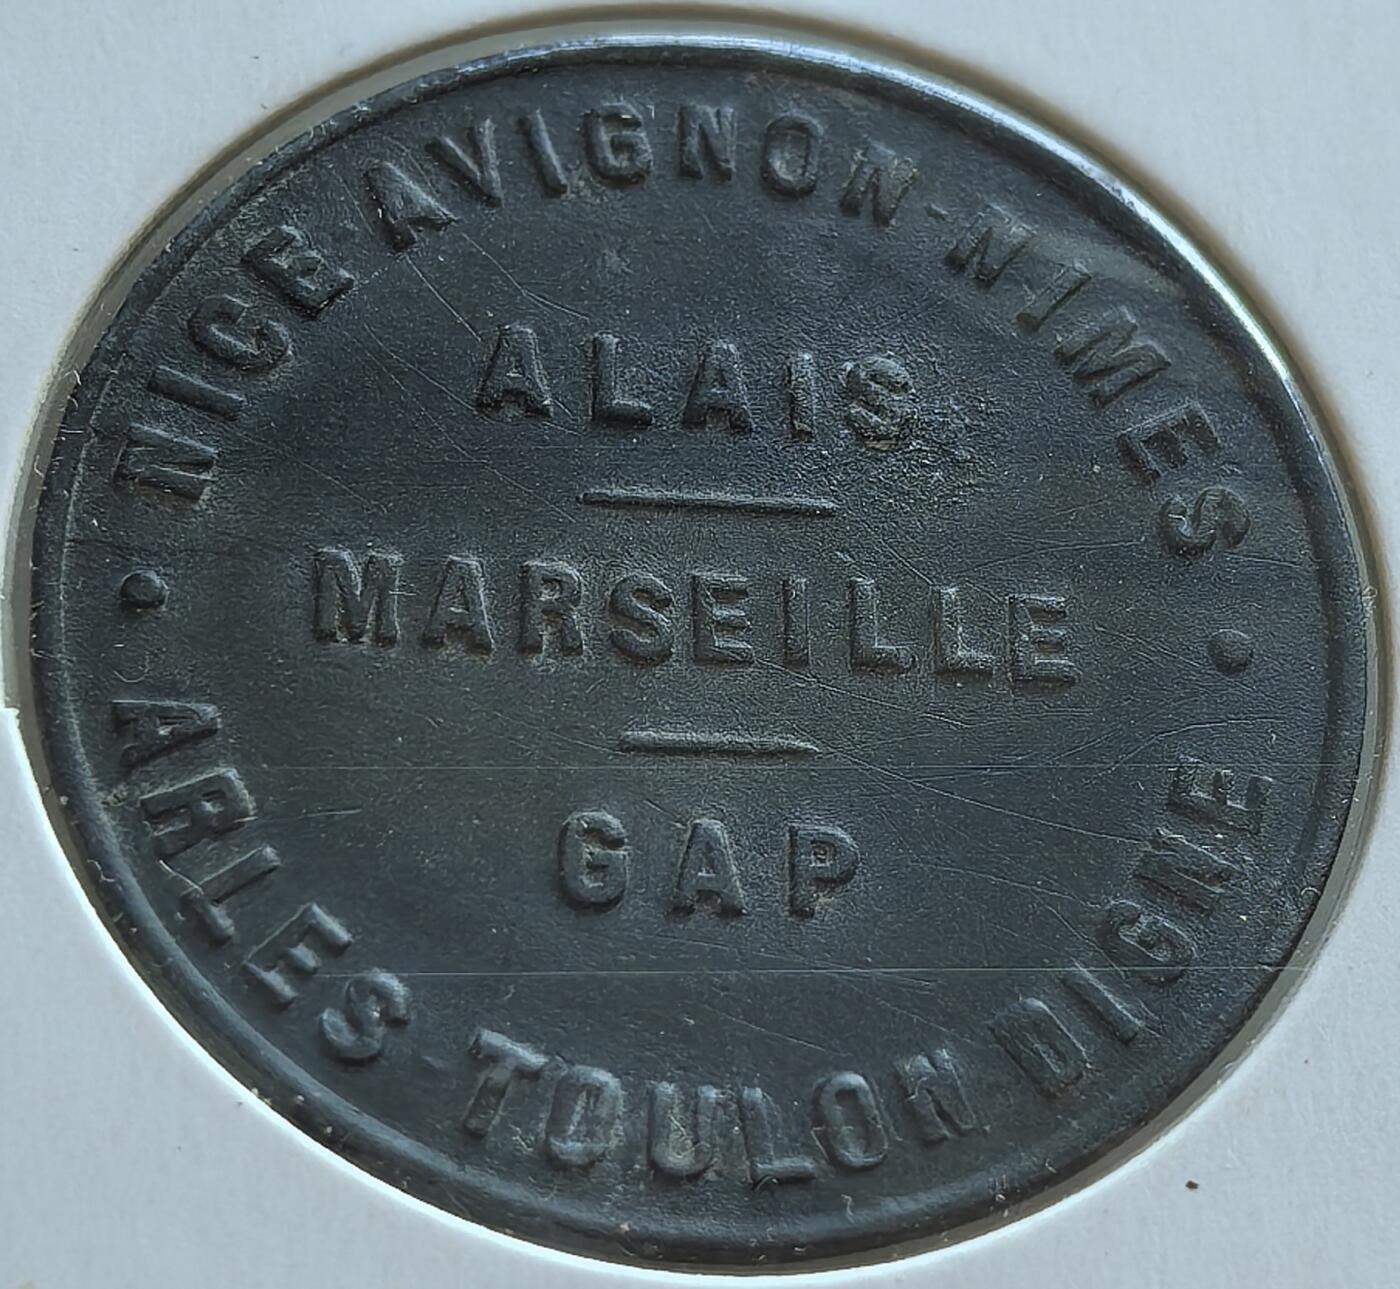 NICE·AVIGNON-NIMES
ALAIS
MARSEILLE
GAP
ARLES-TOULON DIGNE